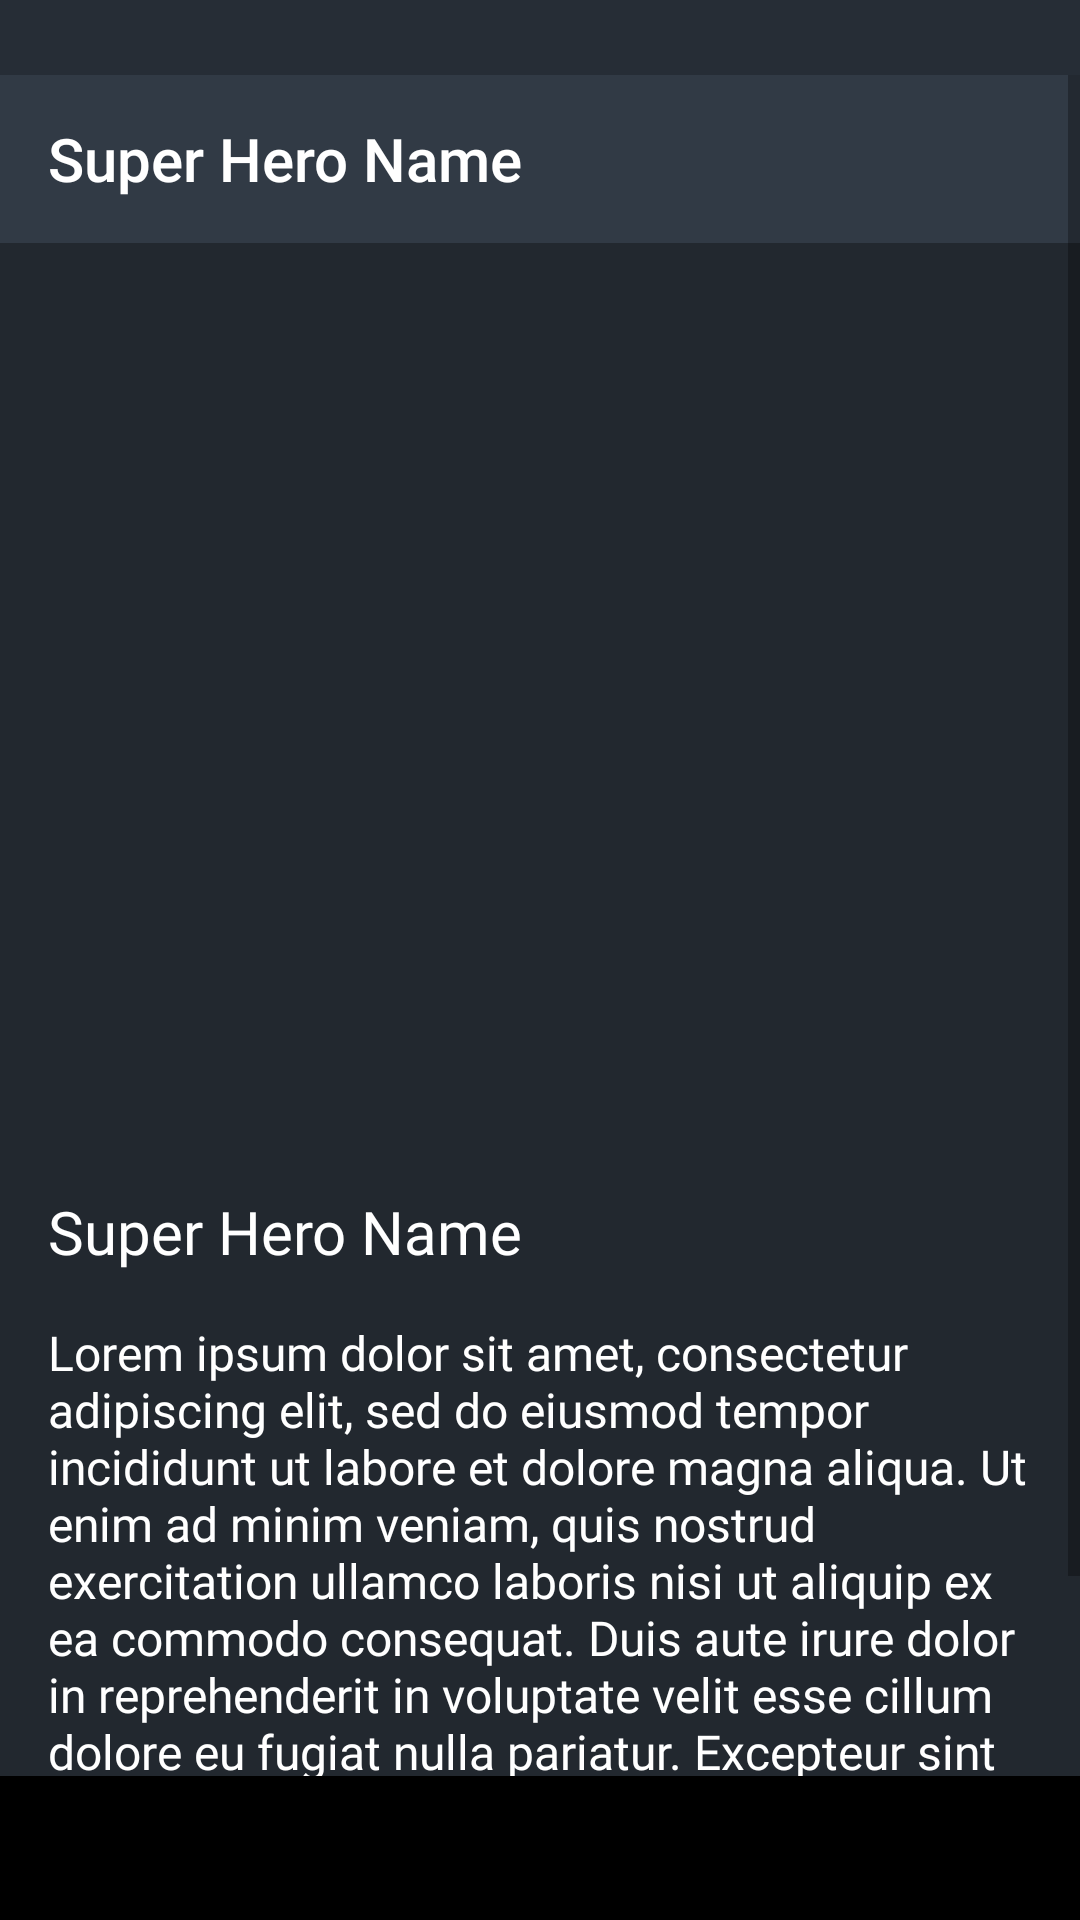 Super Hero Name
Super Hero Name
Lorem ipsum dolor sit amet, consectetur
adipiscing elit, sed do eiusmod tempor
incididunt ut labore et dolore magna aliqua. Ut
enim ad minim veniam, quis nostrud
exercitation ullamco laboris nisi ut aliquip ex
ea commodo consequat. Duis aute irure dolor
in reprehenderit in voluptate velit esse cillum
dolore eu fugiat nulla pariatur. Excepteur sint